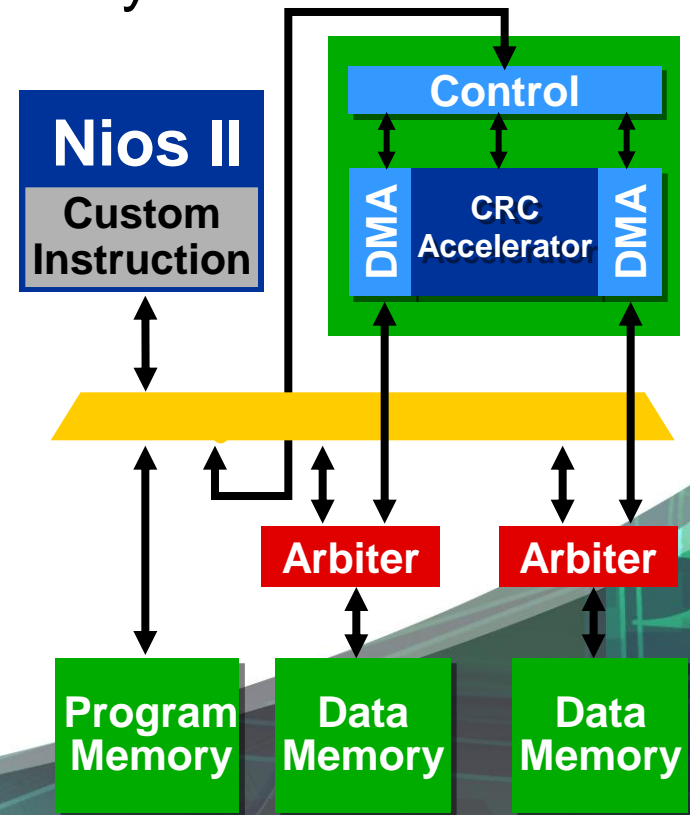 Control
Nios II
Custom
Instruction
DMA
CRC
Accelerator
DMA
Arbiter
Arbiter
Program
Memory
Data
Memory
Data
Memory